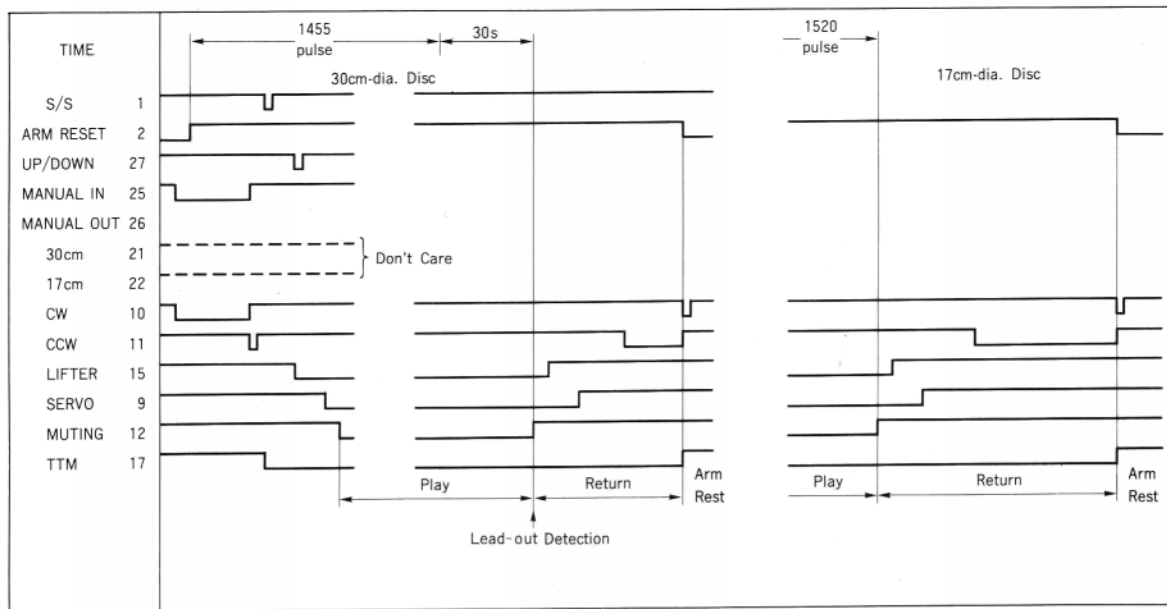 TIME
1455
pulse
30s
1520
pulse
30cm-dia. Disc
17cm-dia. Disc
S/S 1
ARM RESET 2
UP/DOWN 27
MANUAL IN 25
MANUAL OUT 26
30cm 21
17cm 22
Don't Care
CW 10
CCW 11
LIFTER 15
SERVO 9
MUTING 12
TTM 17
Play
Return
Arm
Rest
Play
Return
Arm
Rest
Lead-out Detection